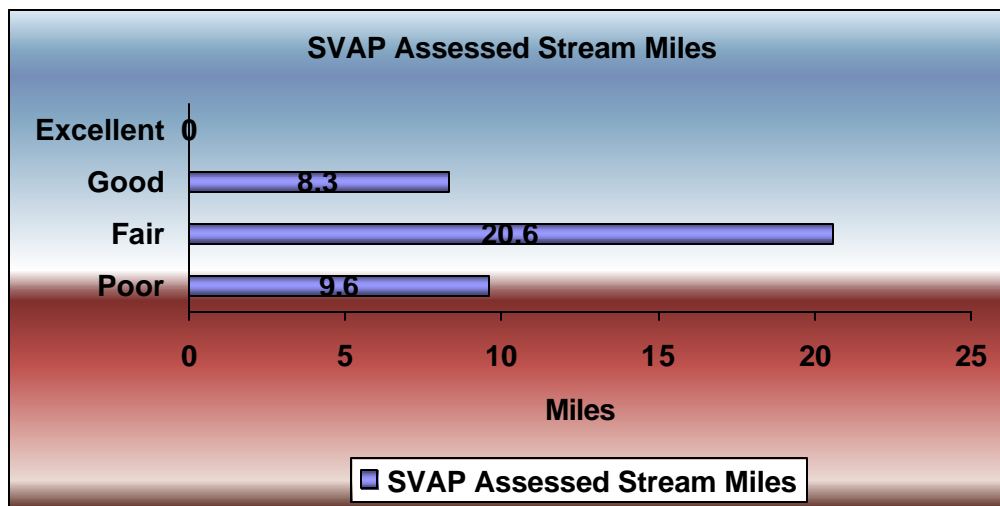 SVAP Assessed Stream Miles
Excellent 0
Good 8.3
Fair 20.6
Poor 9.6
0 5 10 15 20 25
Miles
SVAP Assessed Stream Miles